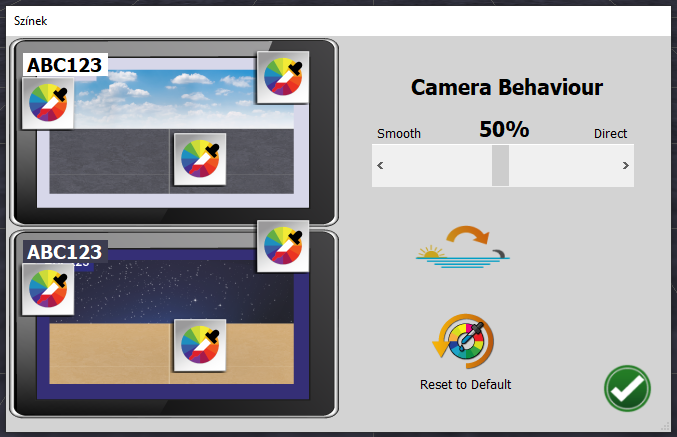 Színek
ABC123
Camera Behaviour
Smooth 50% Direct
ABC123
Reset to Default